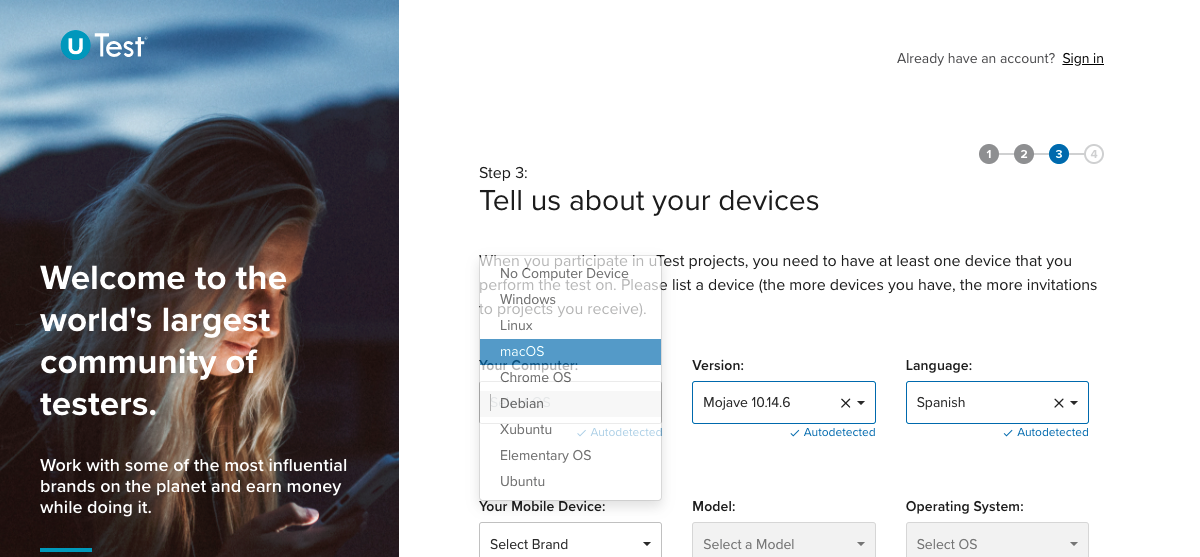 U Test
Already have an account? Sign in
1 2 3 4
Step 3:
Tell us about your devices
When you participate in uTest projects, you need to have at least one device that you
perform the test on. Please list a device (the more devices you have, the more invitations
to projects you receive).
Welcome to the
world's largest
community of
testers.
Work with some of the most influential
brands on the planet and earn money
while doing it.
Your Computer:
No Computer Device
Windows
Linux
macOS
Chrome OS
Debian
Xubuntu
Elementary OS
Ubuntu
Autodetected
Version:
Mojave 10.14.6
Autodetected
Language:
Spanish
Autodetected
Your Mobile Device:
Select Brand
Model:
Select a Model
Operating System:
Select OS